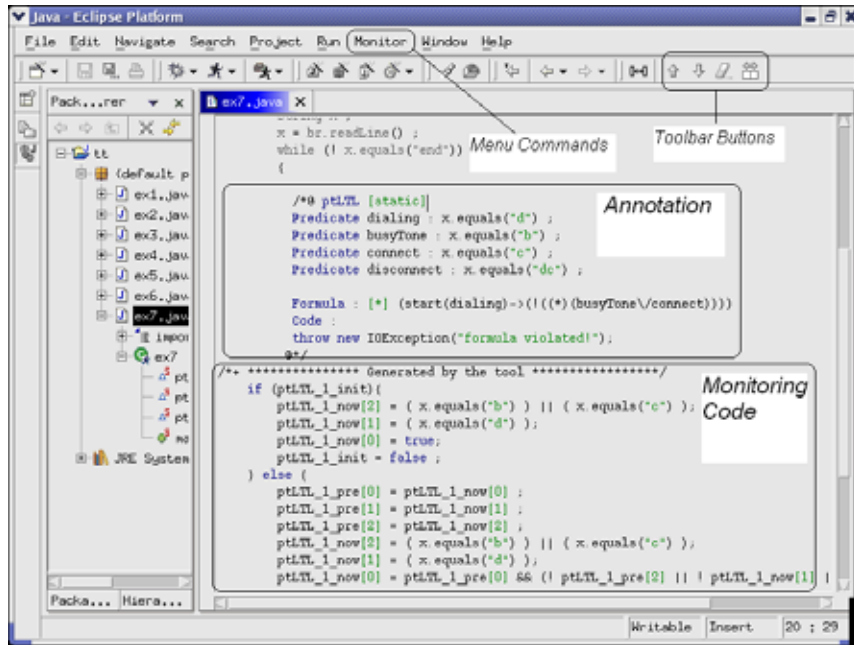 Java - Eclipse Platform
File Edit Navigate Search Project Run Monitor Window Help
Pack...rer
ex7.java
tt
(default p
ex1.jav
ex2.jav
ex3.jav
ex4.jav
ex5.jav
ex6.jav
ex7.jav
impor
ex7
pt
pt
pt
JRE System
Packa... Hiera...
x = br.readLine() ;
while (! x.equals("end"))
{
Menu Commands
Toolbar Buttons
/*@ ptLTL [static]
Predicate dialing : x.equals("d") ;
Predicate busyTone : x.equals("b") ;
Predicate connect : x.equals("c") ;
Predicate disconnect : x.equals("dc") ;
Formula : [*] (start(dialing)->(!((*)(busyTone\/connect))))
Code :
throw new IOException("formula violated!");
@*/
Annotation
/*+ *************** Generated by the tool *****************/
if (ptLTL_1_init){
ptLTL_1_now[2] = ( x.equals("b") ) || ( x.equals("c") );
ptLTL_1_now[1] = ( x.equals("d") );
ptLTL_1_now[0] = true;
ptLTL_1_init = false ;
} else {
ptLTL_1_pre[0] = ptLTL_1_now[0] ;
ptLTL_1_pre[1] = ptLTL_1_now[1] ;
ptLTL_1_pre[2] = ptLTL_1_now[2] ;
ptLTL_1_now[2] = ( x.equals("b") ) || ( x.equals("c") );
ptLTL_1_now[1] = ( x.equals("d") );
ptLTL_1_now[0] = ptLTL_1_pre[0] && (! ptLTL_1_pre[2] || ! ptLTL_1_now[1] |
Monitoring
Code
Writable Insert 20 : 29